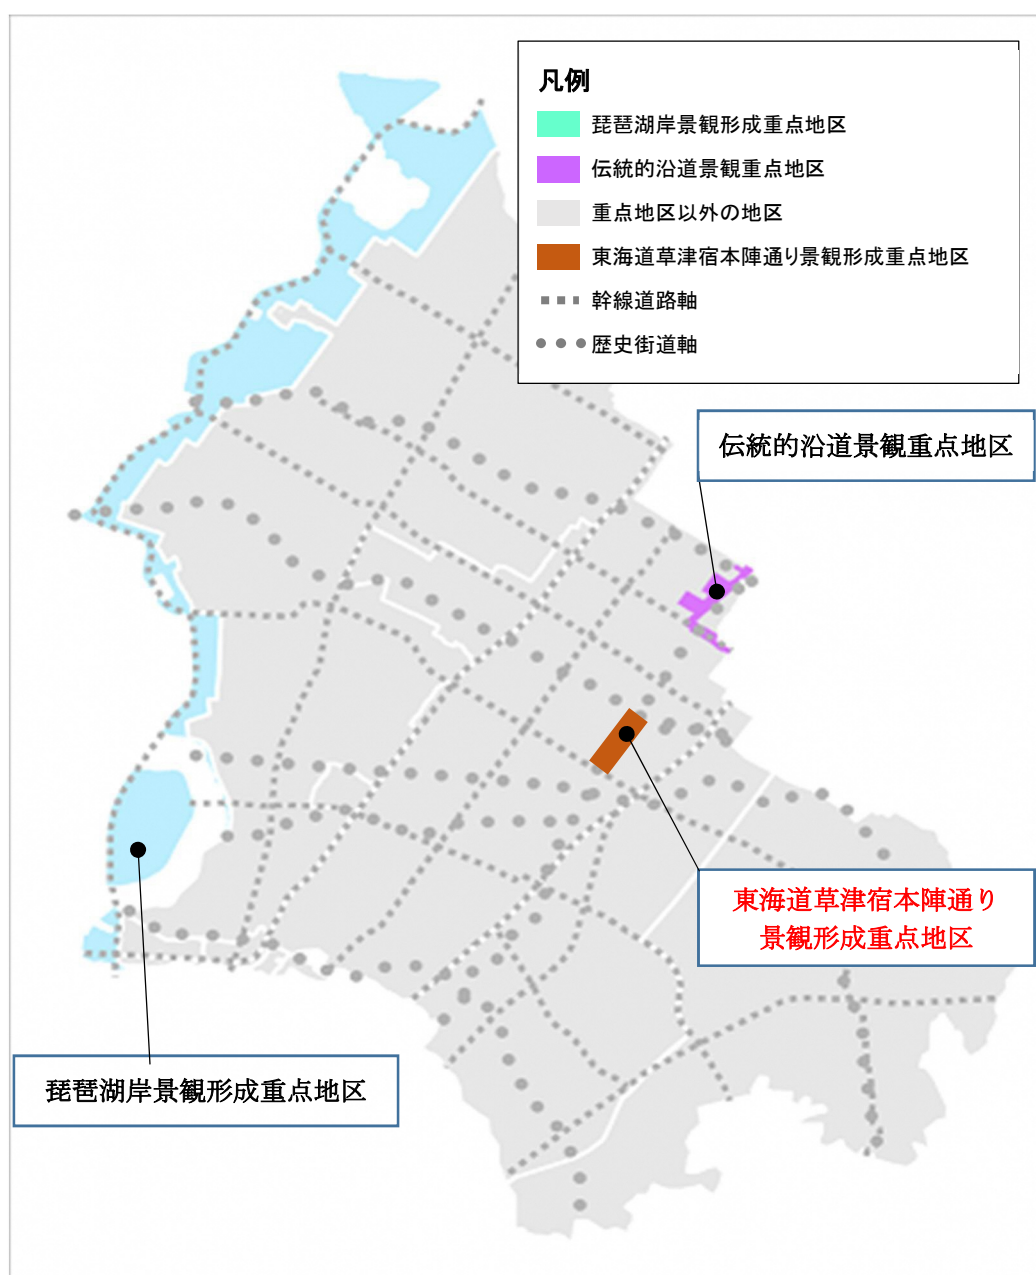 凡例
琵琶湖岸景観形成重点地区
伝統的沿道景観重点地区
重点地区以外の地区
東海道草津宿本陣通り景観形成重点地区
幹線道路軸
歴史街道軸
伝統的沿道景観重点地区
東海道草津宿本陣通り
景観形成重点地区
琵琶湖岸景観形成重点地区